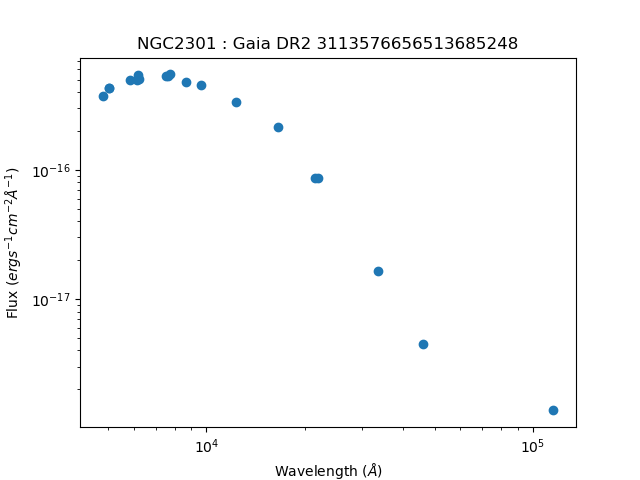 NGC2301 : Gaia DR2 3113576656513685248
Flux (ergs⁻¹cm⁻²Å⁻¹)
10⁻¹⁶
10⁻¹⁷
10⁴
10⁵
Wavelength (Å)